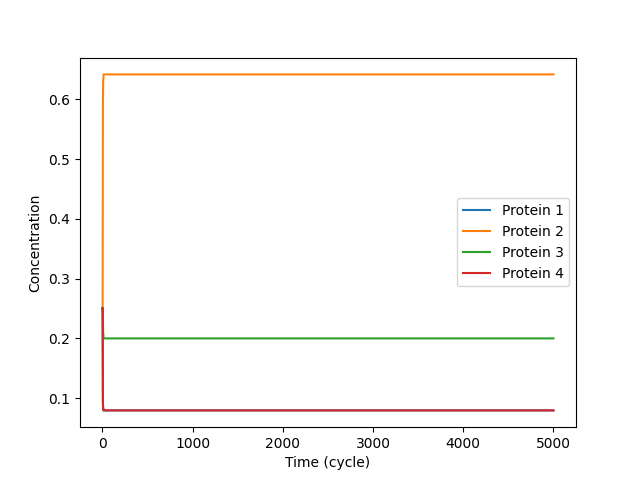 0.6
0.5
0.4
0.3
0.2
0.1
Concentration
Protein 1
Protein 2
Protein 3
Protein 4
0 1000 2000 3000 4000 5000
Time (cycle)